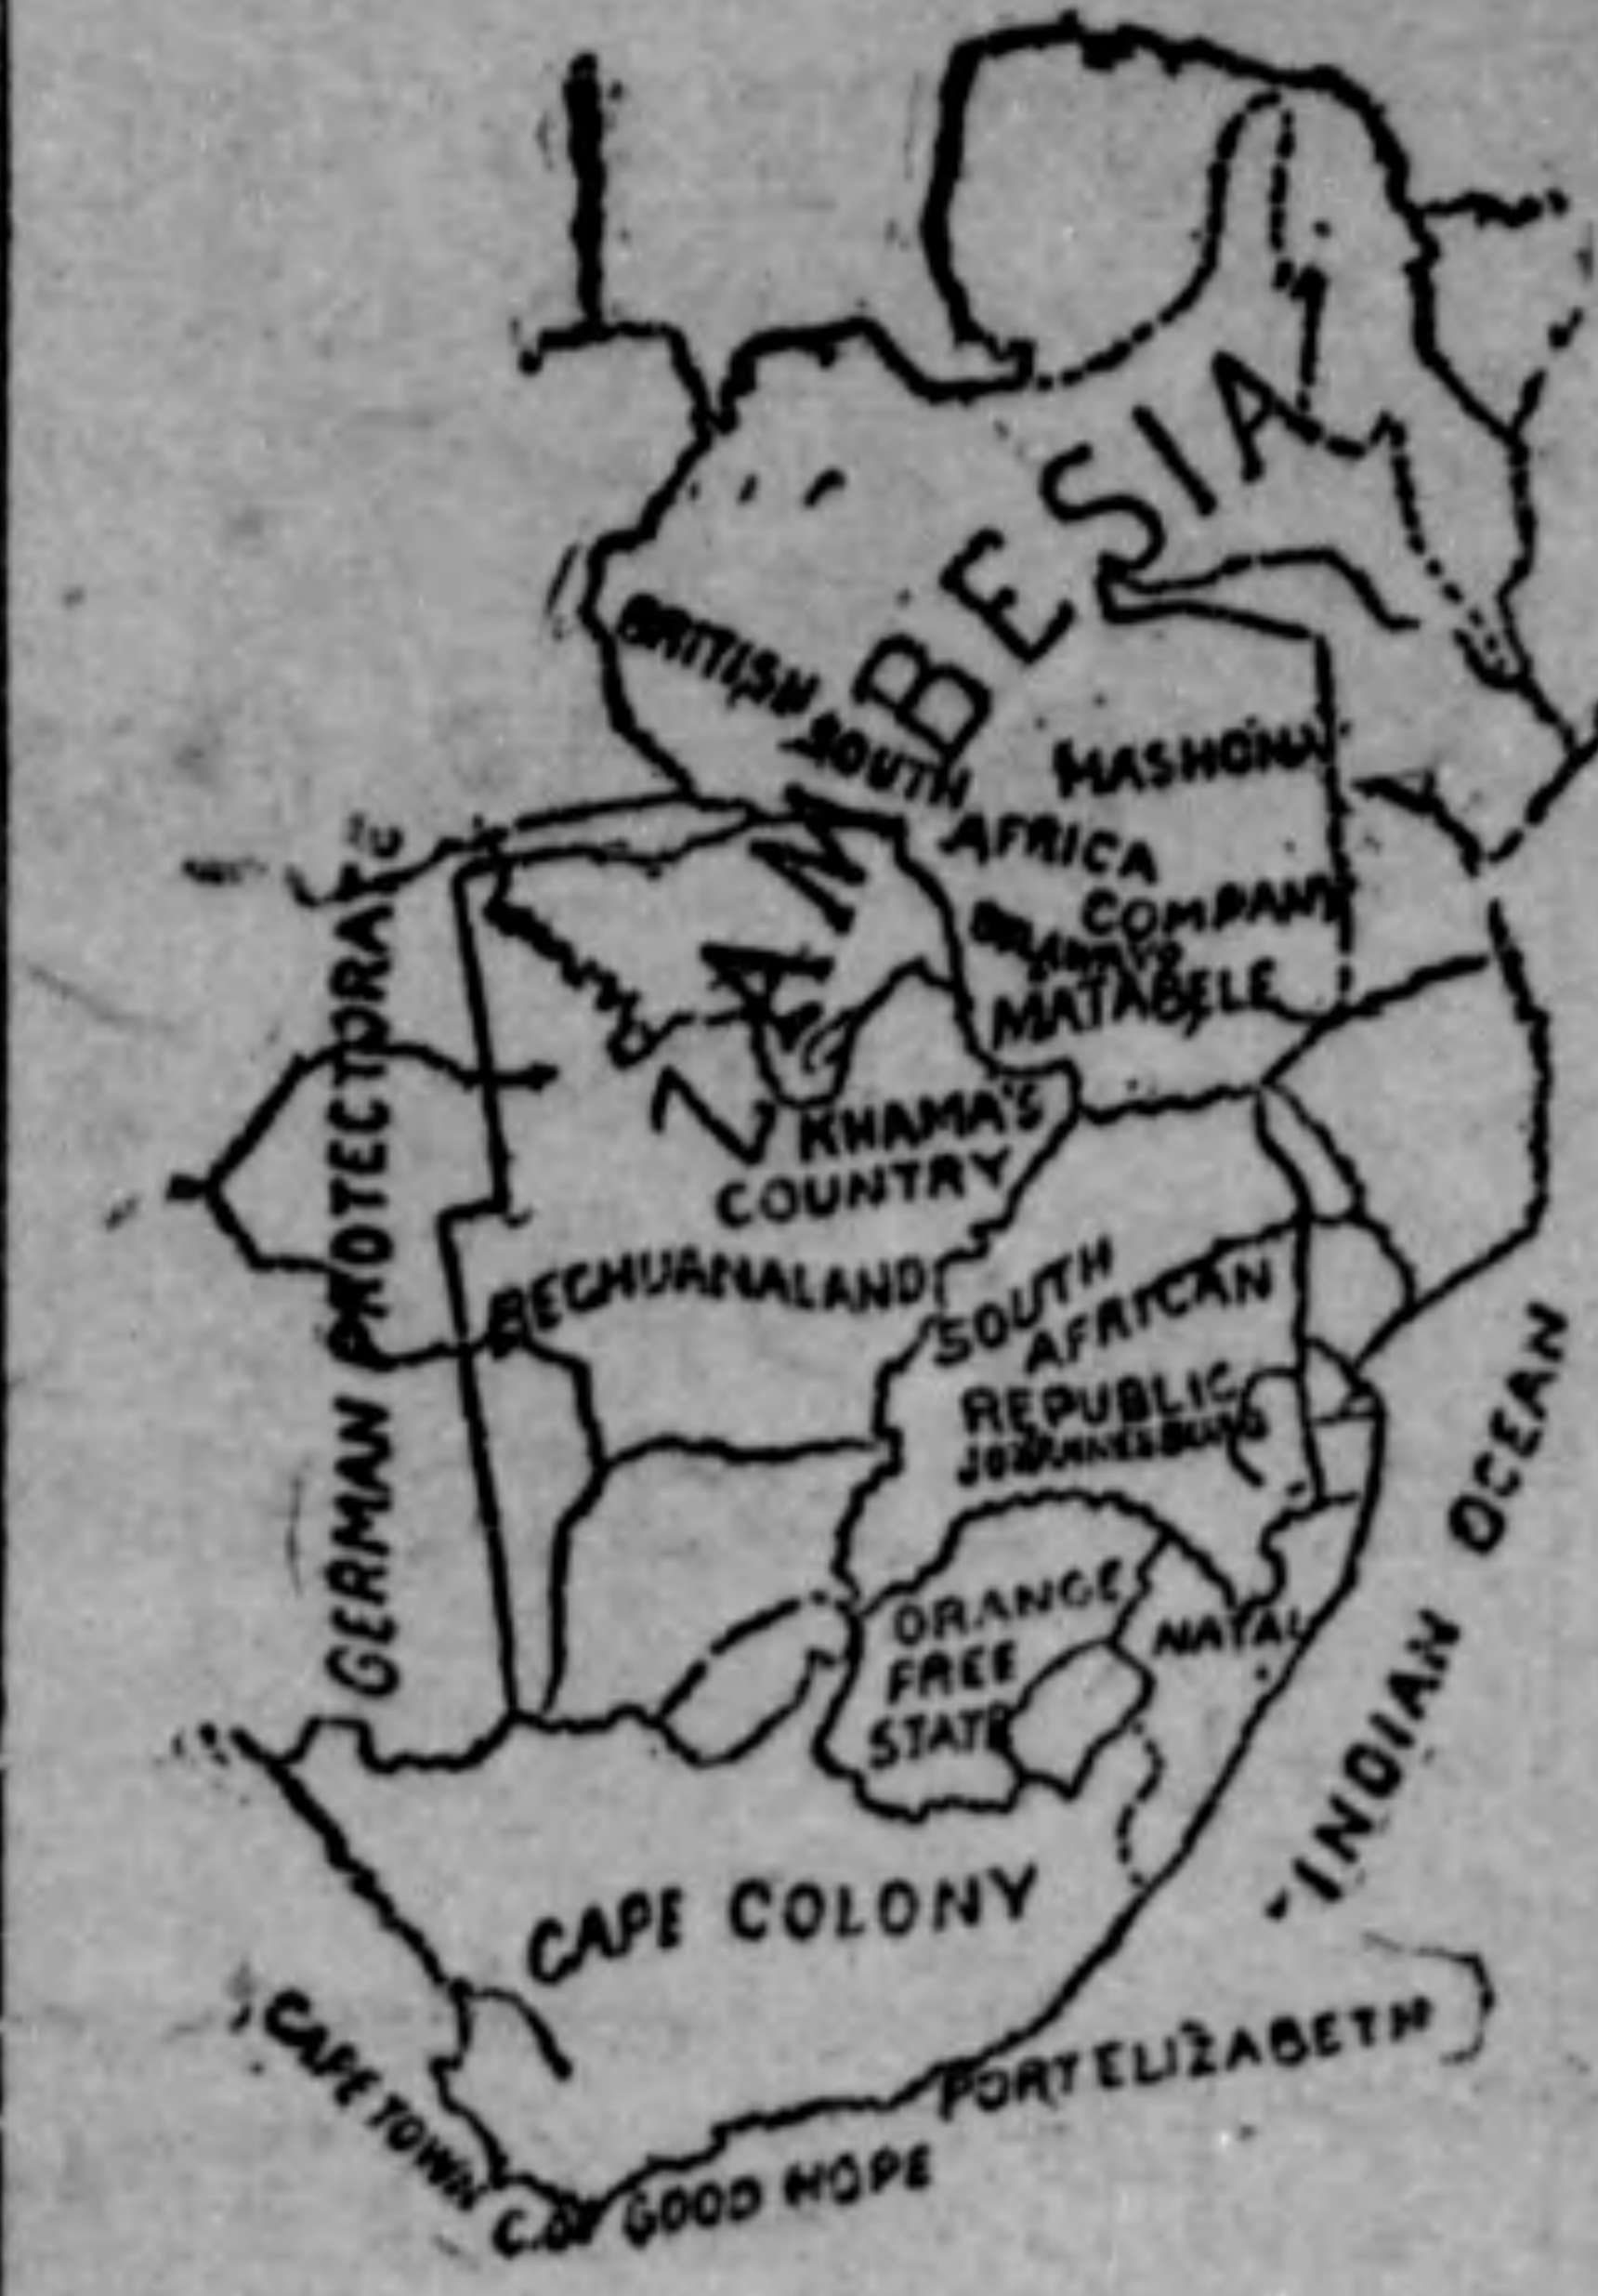 ZAMBESIA
BRITISH SOUTH AFRICA COMPANY
MASHONA
MATABELE
KHAMA'S
COUNTRY
BECHUANALAND
GERMAN PROTECTORATE
SOUTH
AFRICAN
REPUBLIC
JOHANNESBURG
ORANGE
FREE
STATE
NATAL
INDIAN OCEAN
CAPE COLONY
CAPE TOWN
PORT ELIZABETH
C. OF GOOD HOPE